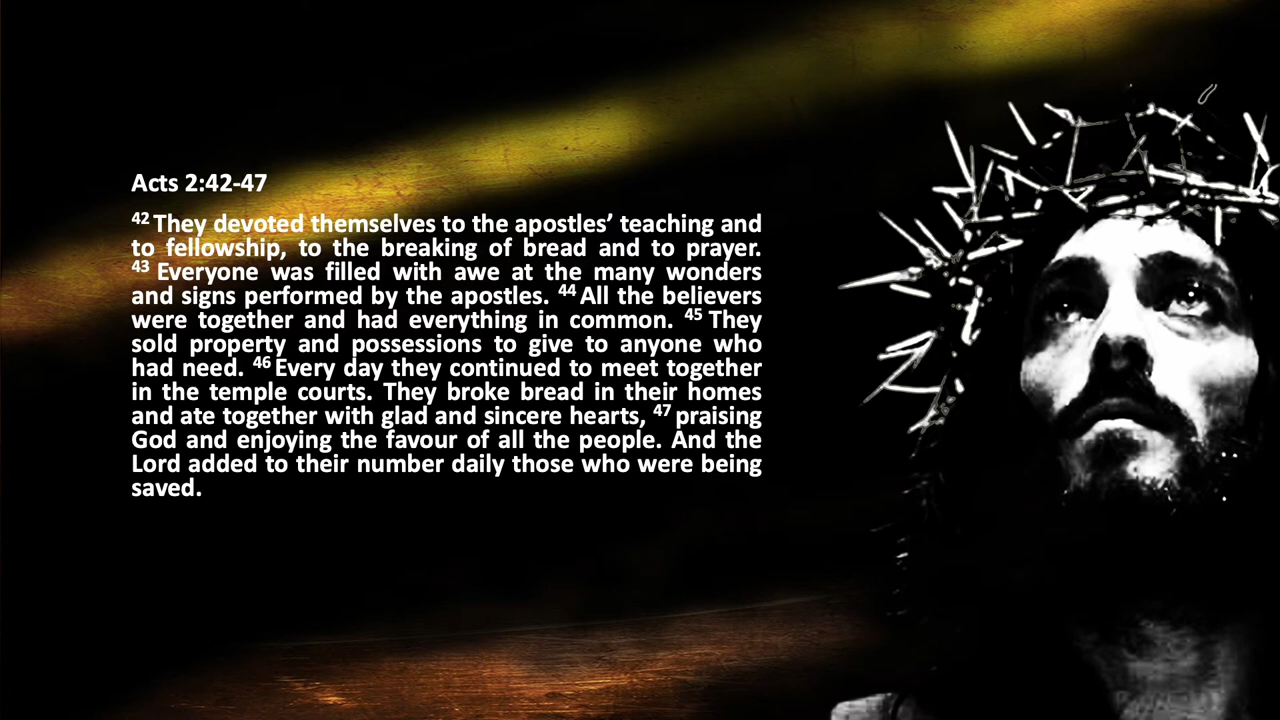 Acts 2:42-47
42 They devoted themselves to the apostles’ teaching and
to fellowship, to the breaking of bread and to prayer.
43 Everyone was filled with awe at the many wonders
and signs performed by the apostles. 44 All the believers
were together and had everything in common. 45 They
sold property and possessions to give to anyone who
had need. 46 Every day they continued to meet together
in the temple courts. They broke bread in their homes
and ate together with glad and sincere hearts, 47 praising
God and enjoying the favour of all the people. And the
Lord added to their number daily those who were being
saved.